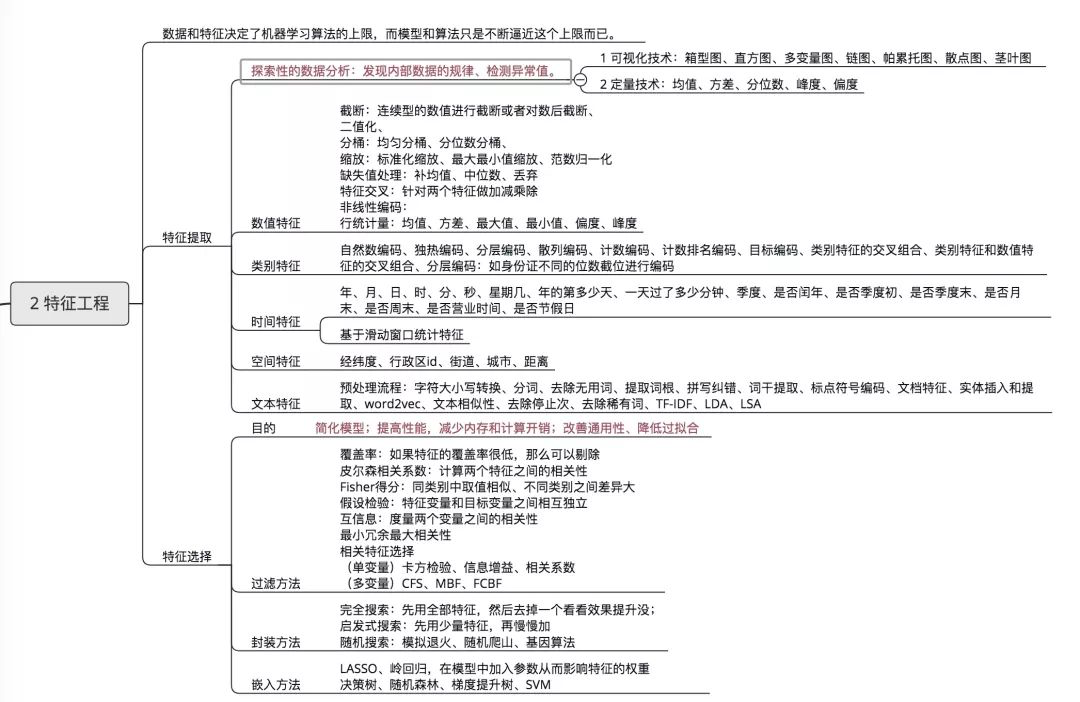 数据和特征决定了机器学习算法的上限，而模型和算法只是不断逼近这个上限而已。
探索性的数据分析：发现内部数据的规律、检测异常值。
1 可视化技术：箱型图、直方图、多变量图、链图、帕累托图、散点图、茎叶图
2 定量技术：均值、方差、分位数、峰度、偏度
截断：连续型的数值进行截断或者对数后截断、
二值化、
分桶：均匀分桶、分位数分桶、
缩放：标准化缩放、最大最小值缩放、范数归一化
缺失值处理：补均值、中位数、丢弃
特征交叉：针对两个特征做加减乘除
非线性编码：
数值特征
行统计量：均值、方差、最大值、最小值、偏度、峰度
特征提取
自然数编码、独热编码、分层编码、散列编码、计数编码、计数排名编码、目标编码、类别特征的交叉组合、类别特征和数值特
类别特征
征的交叉组合、分层编码：如身份证不同的位数截位进行编码
2 特征工程
年、月、日、时、分、秒、星期几、年的第多少天、一天过了多少分钟、季度、是否闰年、是否季度初、是否季度末、是否月
末、是否周末、是否营业时间、是否节假日
时间特征
基于滑动窗口统计特征
空间特征
经纬度、行政区id、街道、城市、距离
预处理流程：字符大小写转换、分词、去除无用词、提取词根、拼写纠错、词干提取、标点符号编码、文档特征、实体插入和提
文本特征
取、word2vec、文本相似性、去除停止次、去除稀有词、TF-IDF、LDA、LSA
目的
简化模型；提高性能，减少内存和计算开销；改善通用性、降低过拟合
覆盖率：如果特征的覆盖率很低，那么可以剔除
皮尔森相关系数：计算两个特征之间的相关性
Fisher得分：同类别中取值相似、不同类别之间差异大
假设检验：特征变量和目标变量之间相互独立
互信息：度量两个变量之间的相关性
最小冗余最大相关性
相关特征选择
特征选择
（单变量）卡方检验、信息增益、相关系数
过滤方法
（多变量）CFS、MBF、FCBF
完全搜索：先用全部特征，然后去掉一个看看效果提升没；
启发式搜索：先用少量特征，再慢慢加
封装方法
随机搜索：模拟退火、随机爬山、基因算法
LASSO、岭回归，在模型中加入参数从而影响特征的权重
嵌入方法
决策树、随机森林、梯度提升树、SVM